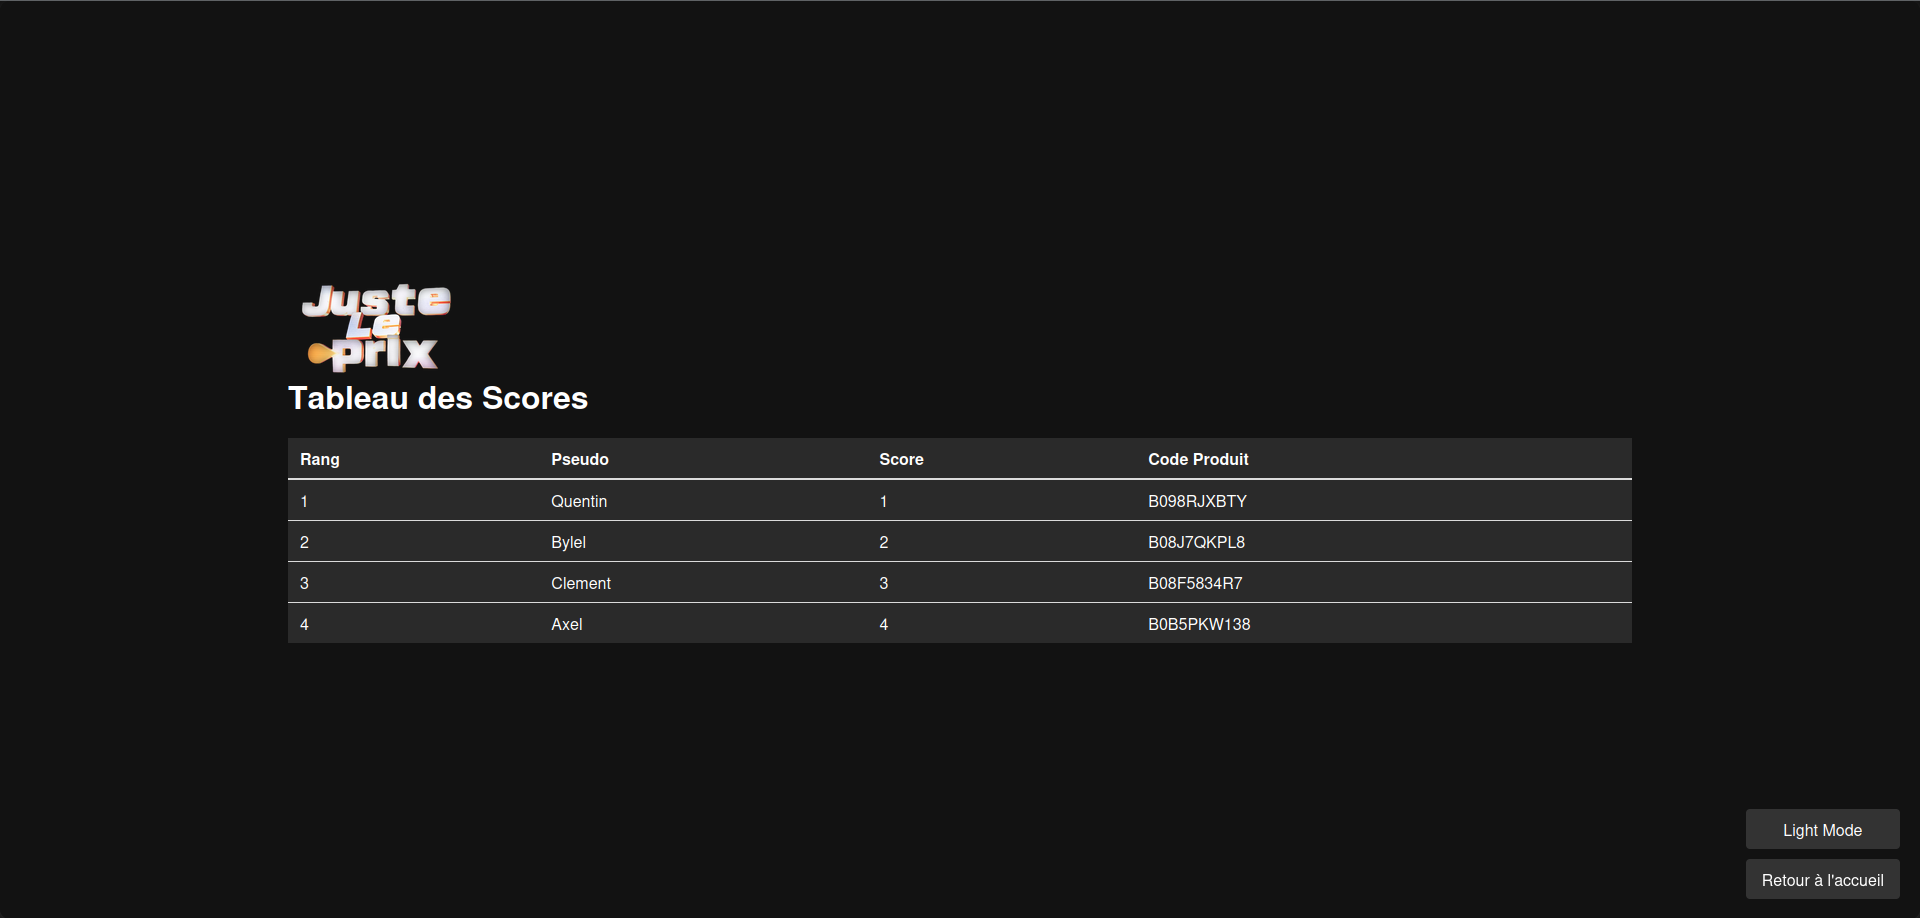 Juste
Le
prix
Tableau des Scores
Rang Pseudo Score Code Produit
1 Quentin 1 B098RJXBTY
2 Bylel 2 B08J7QKPL8
3 Clement 3 B08F5834R7
4 Axel 4 B0B5PKW138
Light Mode
Retour à l'accueil